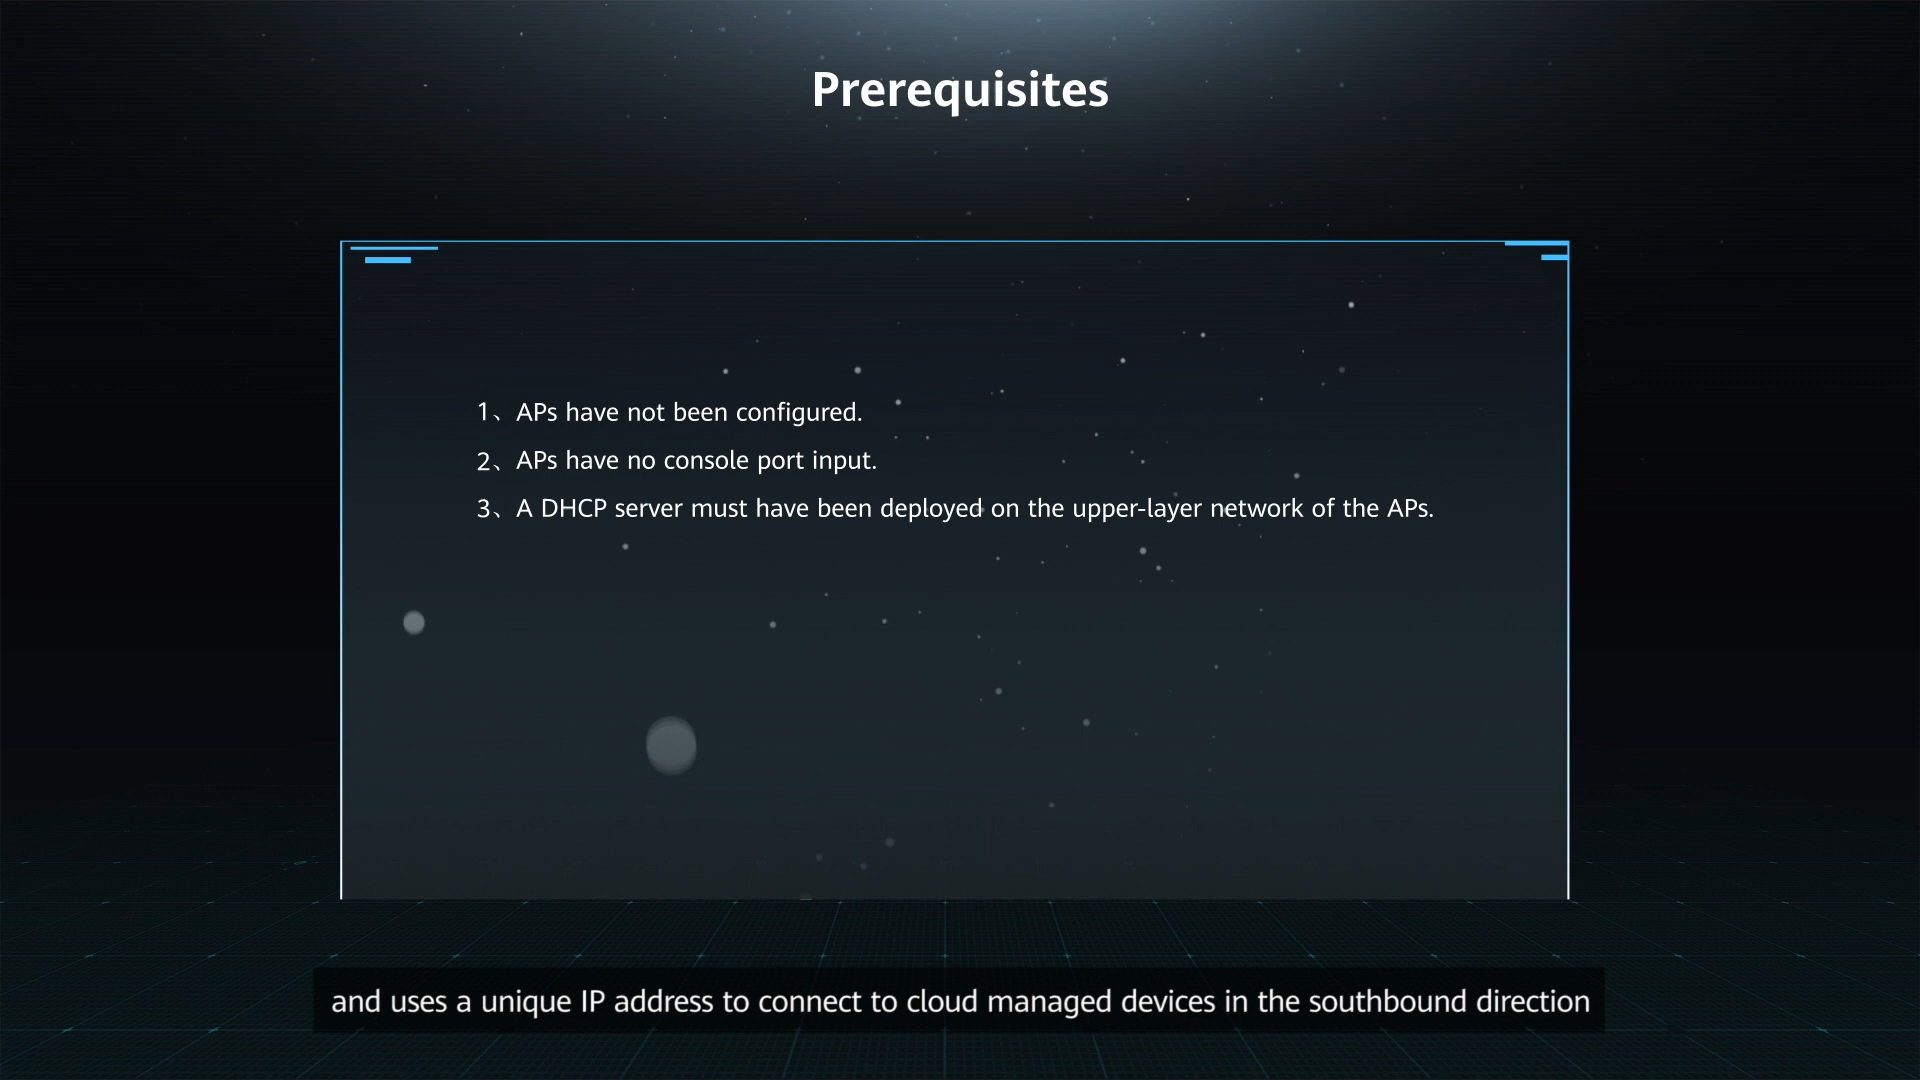 Prerequisites
1、APs have not been configured.
2、APs have no console port input.
3、A DHCP server must have been deployed on the upper-layer network of the APs.
and uses a unique IP address to connect to cloud managed devices in the southbound direction